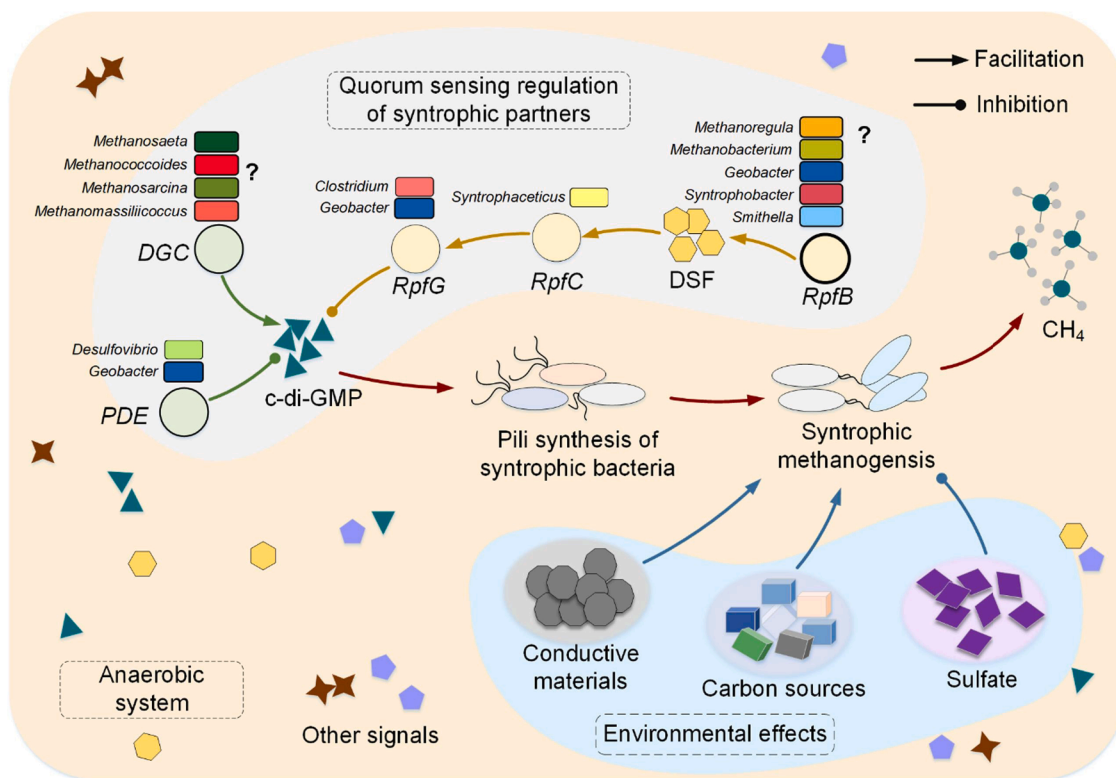 Facilitation
Inhibition
Quorum sensing regulation
of syntrophic partners
Methanosaeta
Methanococcoides
Methanosarcina
Methanomassiliicoccus
?
DGC
Clostridium
Geobacter
RpfG
Syntrophaceticus
RpfC
DSF
Methanoregula
Methanobacterium
Geobacter
Syntrophobacter
Smithella
?
RpfB
CH4
Desulfovibrio
Geobacter
PDE
c-di-GMP
Pili synthesis of
syntrophic bacteria
Syntrophic
methanogensis
Conductive
materials
Carbon sources
Sulfate
Environmental effects
Anaerobic
system
Other signals